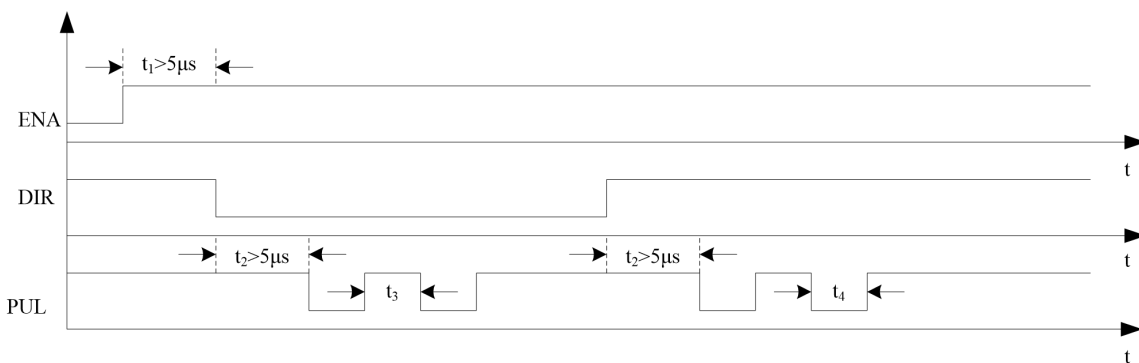 t₁>5μs
ENA
t
DIR
t
t₂>5μs
t₂>5μs
t₃
t₄
PUL
t